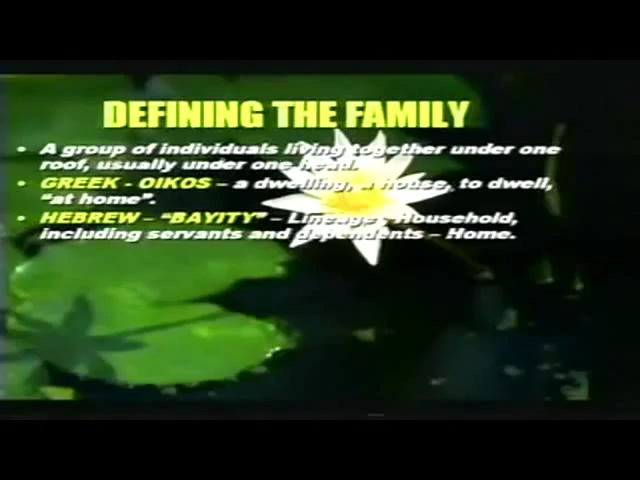 DEFINING THE FAMILY
• A group of individuals living together under one
roof, usually under one head.
• GREEK - OIKOS – a dwelling, a house, to dwell,
"at home".
• HEBREW – "BAYITY" – Lineage, Household,
including servants and dependents – Home.